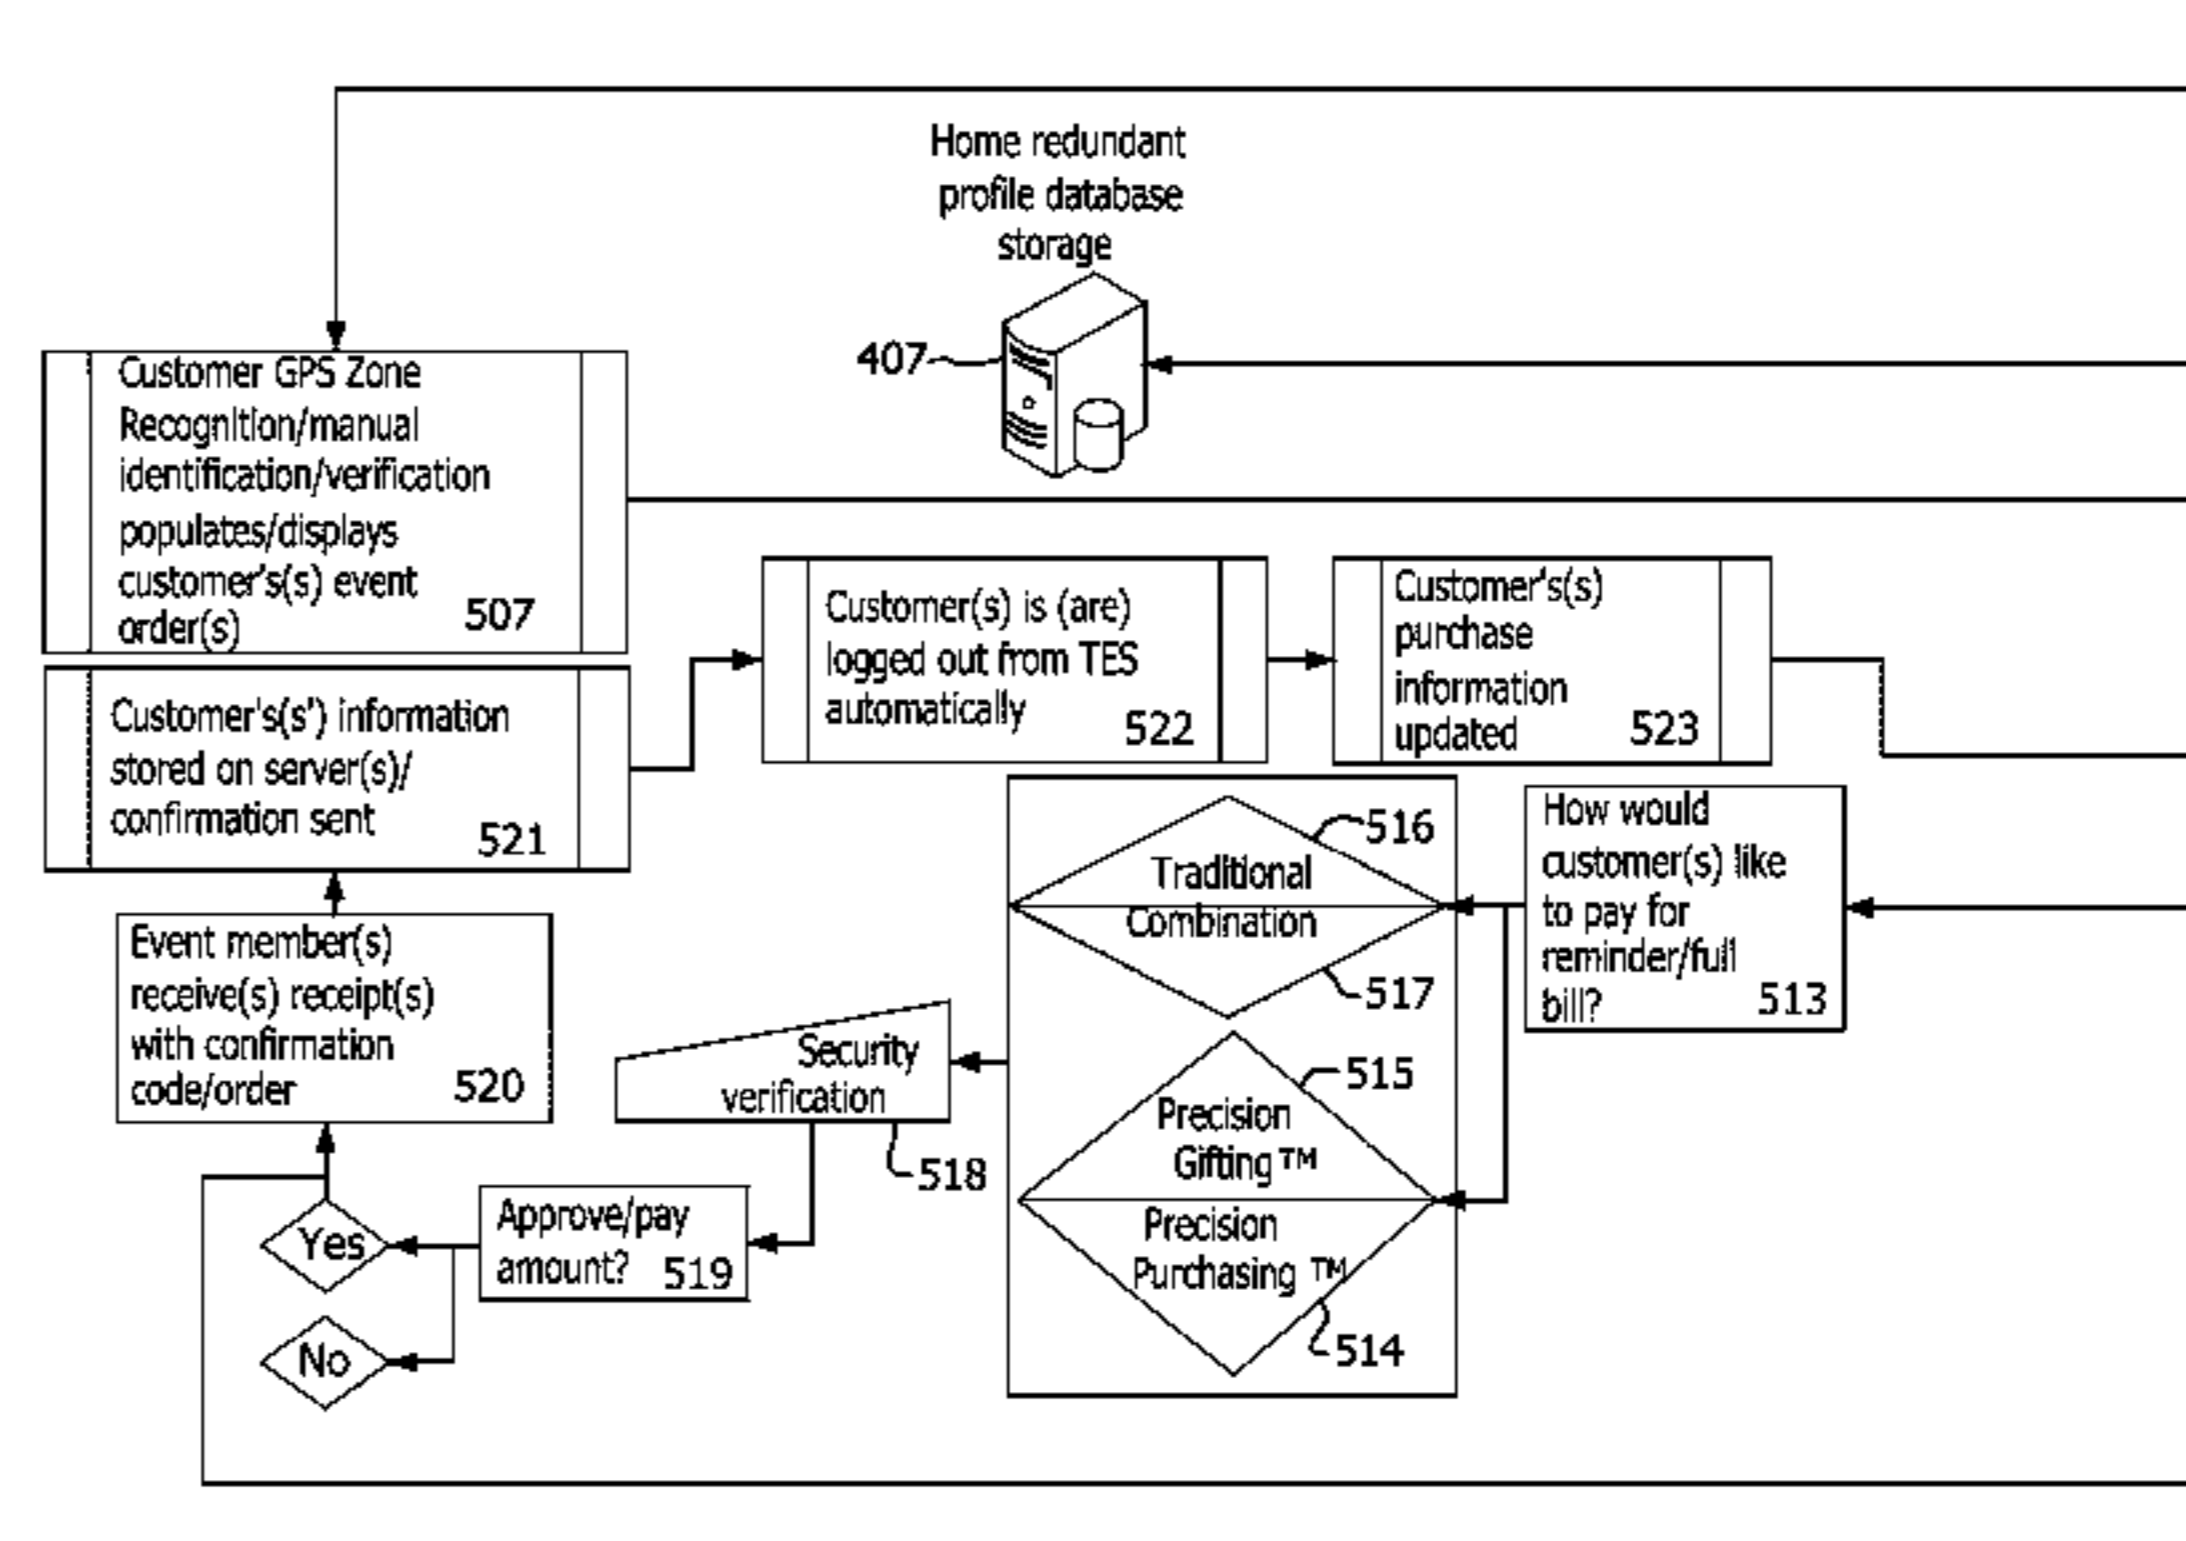 Home redundant
profile database
storage
407
Customer GPS Zone
Recognition/manual
identification/verification
populates/displays
customer's(s) event
order(s)
507
Customer's(s') information
stored on server(s)/
confirmation sent
521
Customer(s) is (are)
logged out from TES
automatically
522
Customer's(s)
purchase
information
updated
523
How would
customer(s) like
to pay for
reminder/full
bill?
513
516
Traditional
Combination
517
515
Precision
Gifting ™
Precision
Purchasing ™
514
Security
verification
518
Approve/pay
amount?
519
Yes
No
Event member(s)
receive(s) receipt(s)
with confirmation
code/order
520